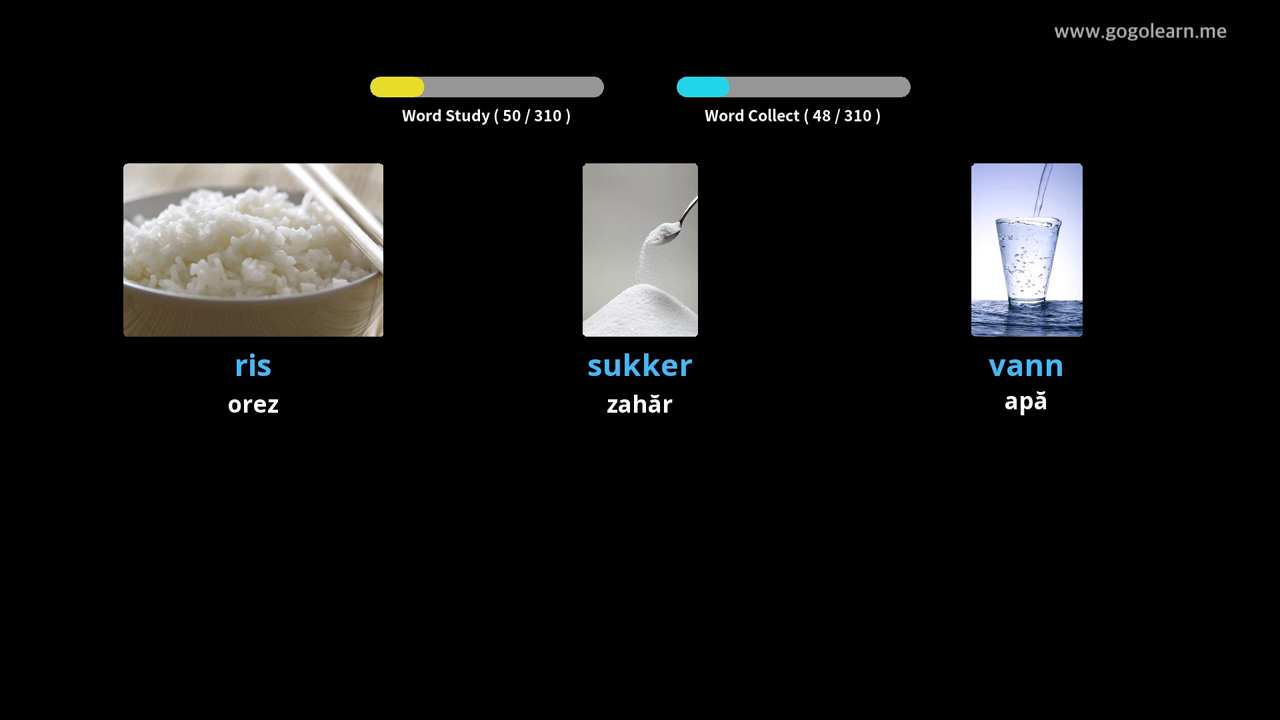 www.gogolearn.me
Word Study ( 50 / 310 )
Word Collect ( 48 / 310 )
ris
orez
sukker
zahăr
vann
apă